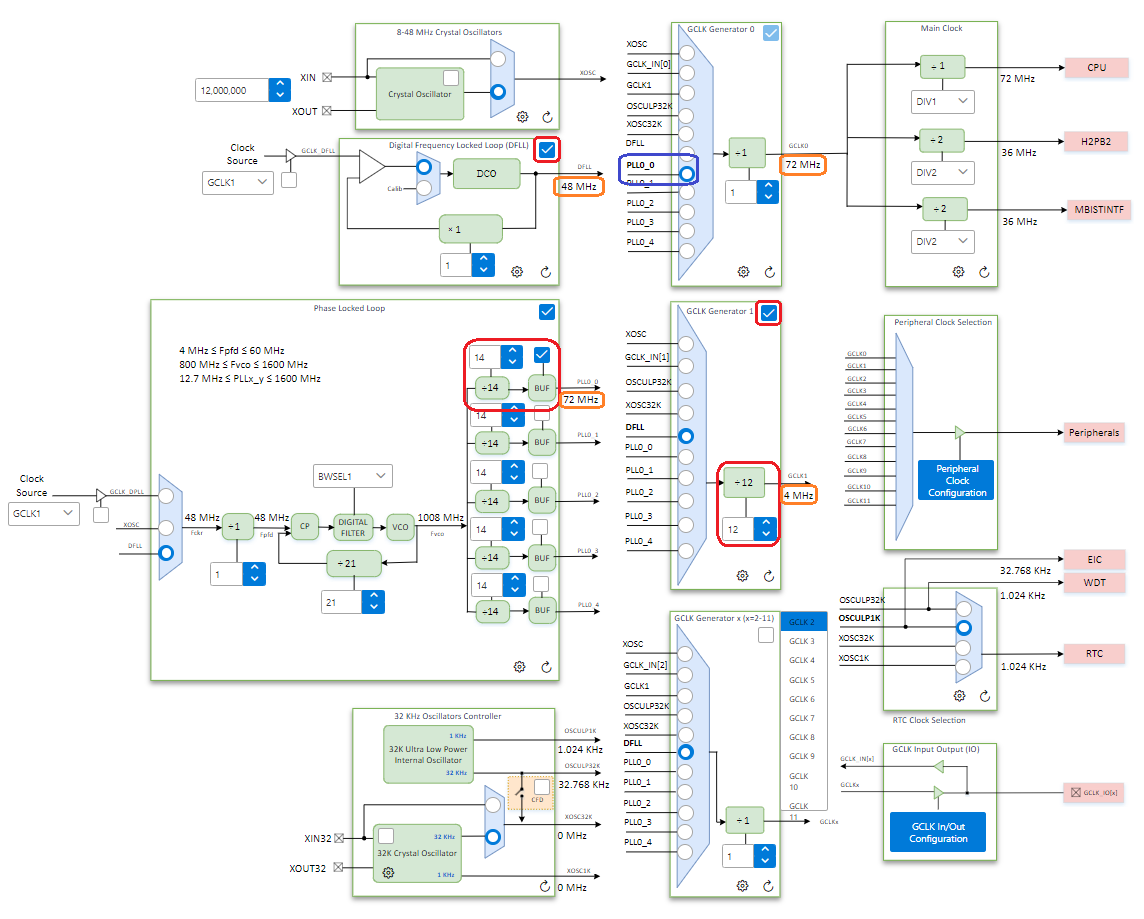 8-48 MHz Crystal Oscillators
12,000,000
XIN
XOUT
Crystal Oscillator
XOSC
Digital Frequency Locked Loop (DFLL)
Clock
Source
GCLK_DFLL
GCLK1
Calib
DCO
DFLL
48 MHz
× 1
1
GCLK Generator 0
XOSC
GCLK_IN[0]
GCLK1
OSCULP32K
XOSC32K
DFLL
PLL0_0
PLL0_1
PLL0_2
PLL0_3
PLL0_4
÷1
1
GCLK0
72 MHz
Main Clock
÷ 1
DIV1
72 MHz
CPU
÷2
DIV2
36 MHz
H2PB2
÷2
DIV2
36 MHz
MBISTINTF
Phase Locked Loop
4 MHz ≤ Fpfd ≤ 60 MHz
800 MHz ≤ Fvco ≤ 1600 MHz
12.7 MHz ≤ PLLx_y ≤ 1600 MHz
Clock
Source
GCLK_DPLL
GCLK1
XOSC
DFLL
48 MHz
Fckr
÷1
1
48 MHz
Fpfd
CP
BWSEL1
DIGITAL
FILTER
VCO
1008 MHz
Fvco
÷21
21
14
÷14
BUF
PLL0_0
72 MHz
14
÷14
BUF
PLL0_1
14
÷14
BUF
PLL0_2
14
÷14
BUF
PLL0_3
14
÷14
BUF
PLL0_4
GCLK Generator 1
XOSC
GCLK_IN[1]
OSCULP32K
XOSC32K
DFLL
PLL0_0
PLL0_1
PLL0_2
PLL0_3
PLL0_4
÷12
12
GCLK1
4 MHz
Peripheral Clock Selection
GCLK0
GCLK1
GCLK2
GCLK3
GCLK4
GCLK5
GCLK6
GCLK7
GCLK8
GCLK9
GCLK10
GCLK11
Peripheral
Clock
Configuration
Peripherals
32.768 KHz
EIC
1.024 KHz
WDT
OSCULP32K
OSCULP1K
XOSC32K
XOSC1K
1.024 KHz
RTC
RTC Clock Selection
GCLK Generator x (x=2-11)
XOSC
GCLK_IN[2]
GCLK1
OSCULP32K
XOSC32K
DFLL
PLL0_0
PLL0_1
PLL0_2
PLL0_3
PLL0_4
÷1
1
GCLKx
GCLK 2
GCLK 3
GCLK 4
GCLK 5
GCLK 6
GCLK 7
GCLK 8
GCLK 9
GCLK
10
GCLK
11
32 KHz Oscillators Controller
1 KHz
32K Ultra Low Power
Internal Oscillator
32 KHz
OSCULP1K
1.024 KHz
OSCULP32K
32.768 KHz
CFD
XOSC32K
0 MHz
XIN32
XOUT32
32 KHz
32K Crystal Oscillator
1 KHz
XOSC1K
0 MHz
GCLK Input Output (IO)
GCLK_IN[x]
GCLKx
GCLK_IO[x]
GCLK In/Out
Configuration